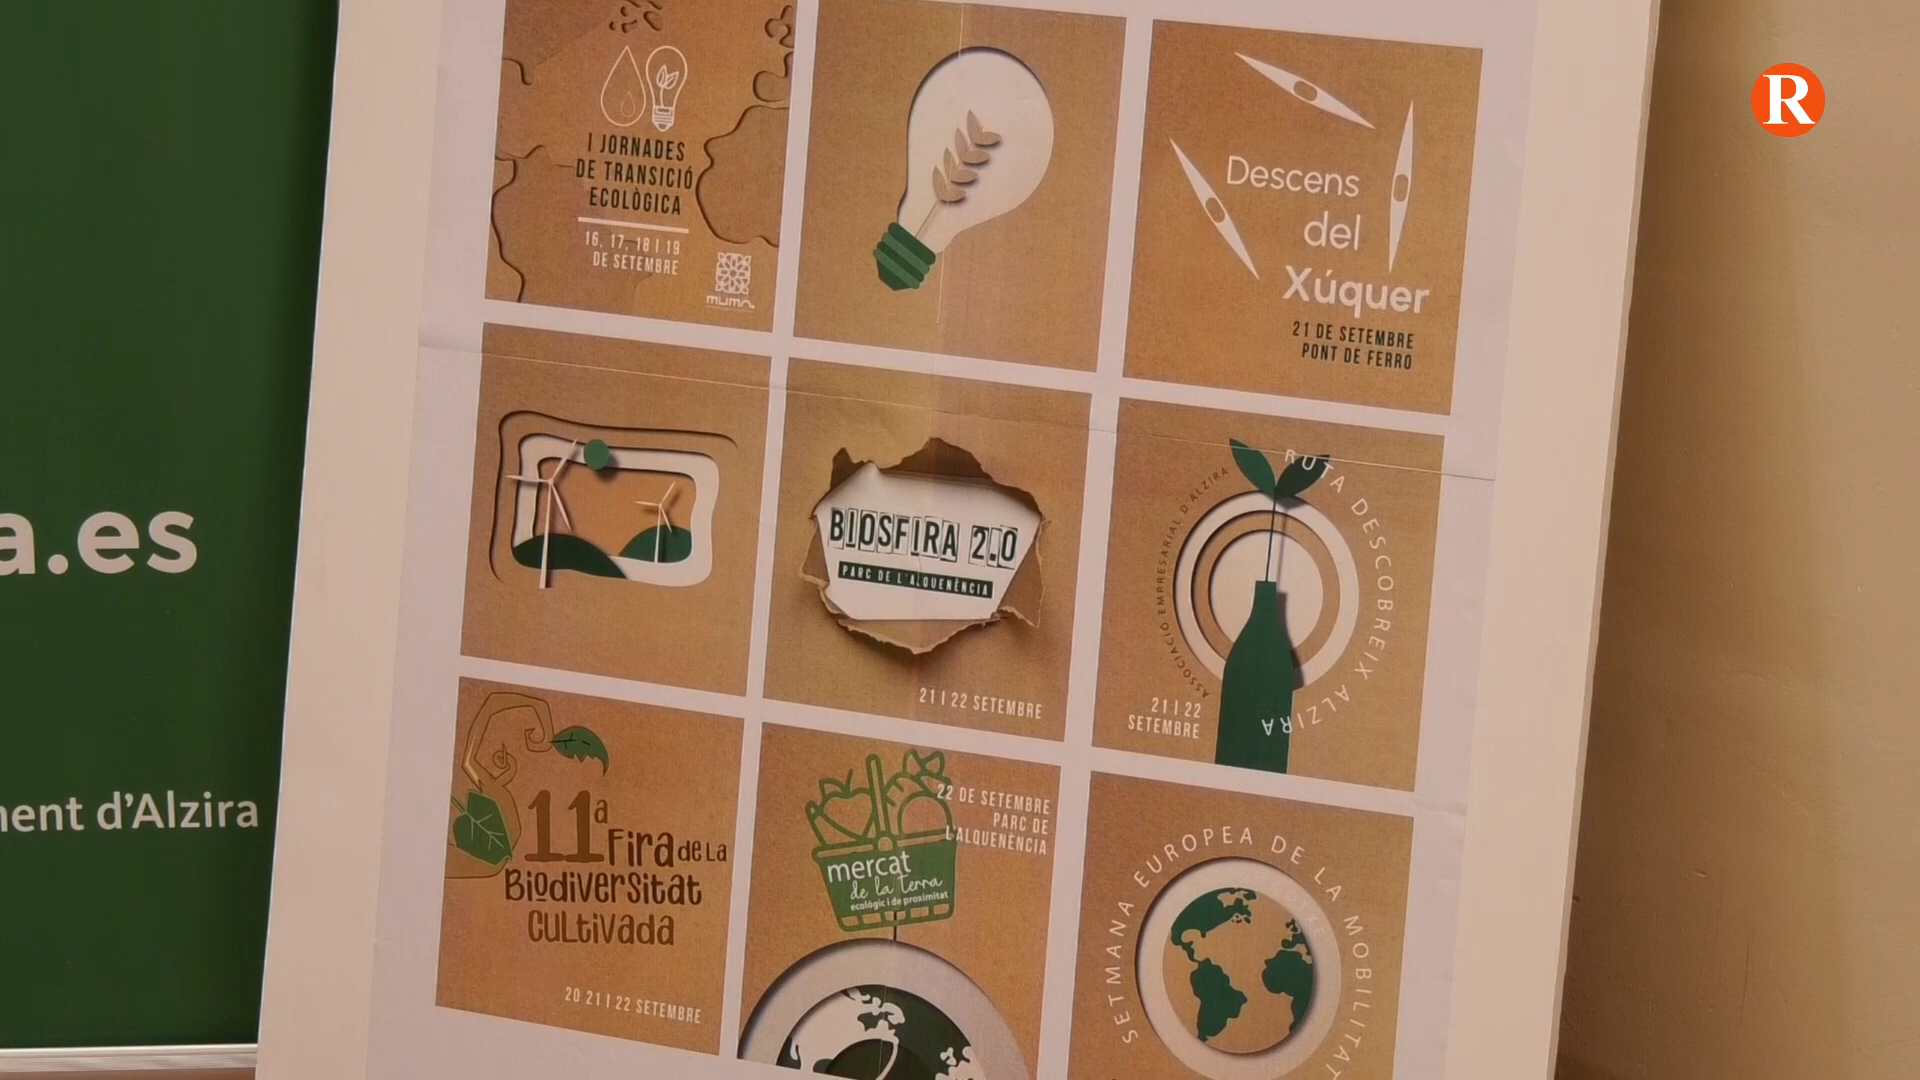 R
a.es
ment d'Alzira
I JORNADES
DE TRANSICIÓ
ECOLÒGICA
16, 17, 18 I 19
DE SETEMBRE
muma
Descens
del
Xúquer
21 DE SETEMBRE
PONT DE FERRO
BIOSFIRA 2.0
PARC DE L'ALQUENÈNCIA
21 I 22 SETEMBRE
ASSOCIACIÓ EMPRESARIAL D'ALZIRA
RUTA DESCOBREIX ALZIRA
21 I 22
SETEMBRE
11a
Fira de la
Biodiversitat
Cultivada
20 21 I 22 SETEMBRE
22 DE SETEMBRE
PARC DE
L'ALQUENÈNCIA
mercat
de la terra
ecològic i de proximitat
SETMANA EUROPEA DE LA MOBILITAT